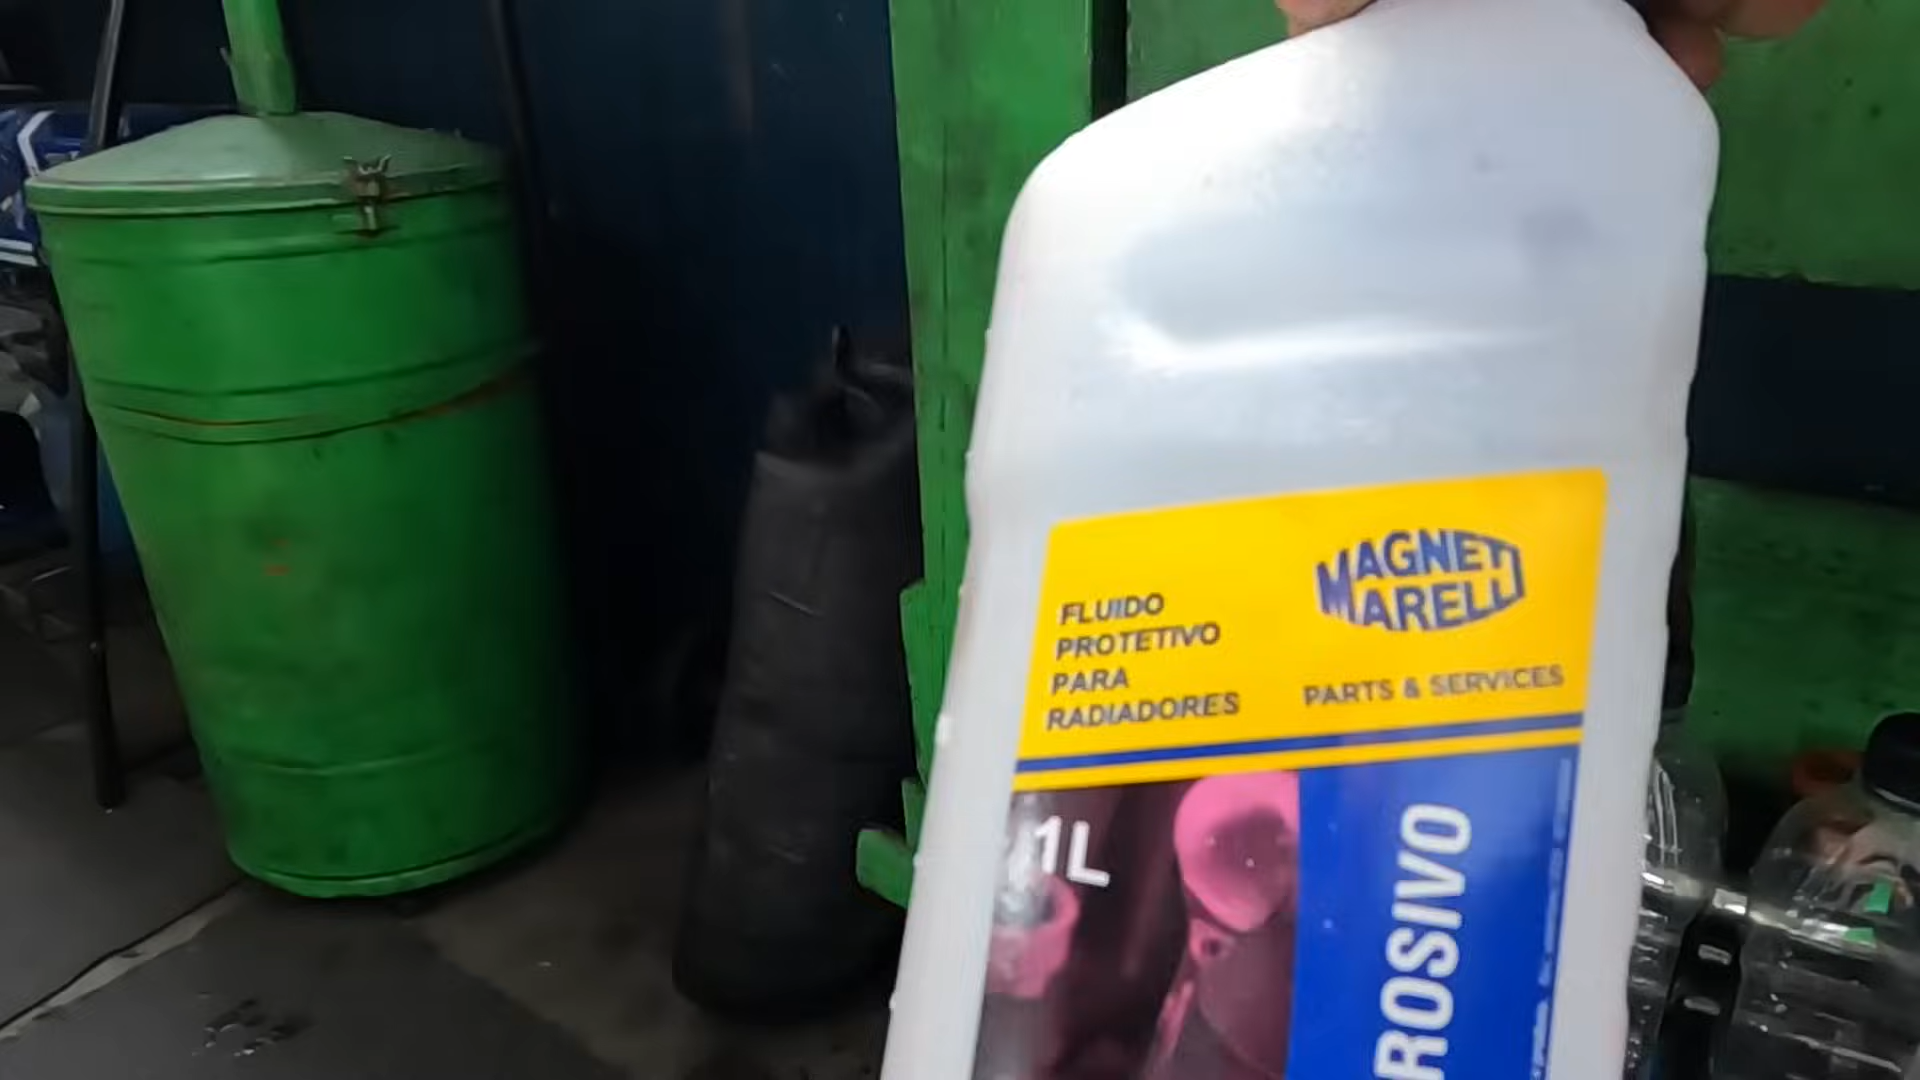 FLUIDO
PROTETIVO
PARA
RADIADORES
MAGNETI
MARELLI
PARTS & SERVICES
1L
ROSIVO